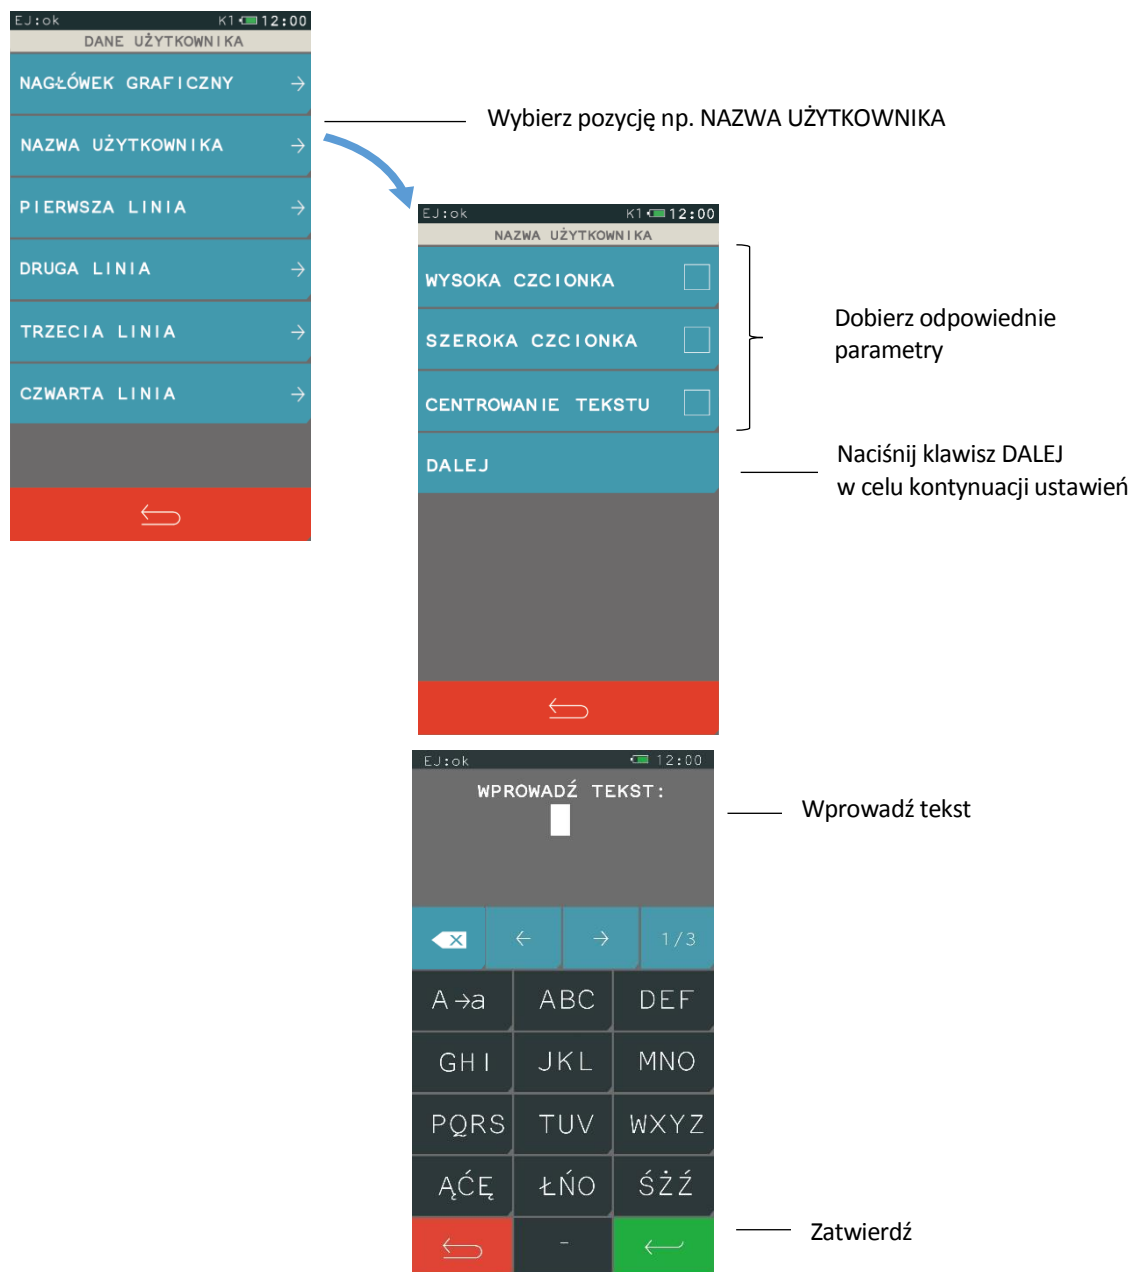 EJ:ok K1 12:00
DANE UŻYTKOWNIKA
NAGŁÓWEK GRAFICZNY →
NAZWA UŻYTKOWNIKA →
PIERWSZA LINIA →
DRUGA LINIA →
TRZECIA LINIA →
CZWARTA LINIA →
Wybierz pozycję np. NAZWA UŻYTKOWNIKA
EJ:ok K1 12:00
NAZWA UŻYTKOWNIKA
WYSOKA CZCIONKA
SZEROKA CZCIONKA
CENTROWANIE TEKSTU
DALEJ
Dobierz odpowiednie
parametry
Naciśnij klawisz DALEJ
w celu kontynuacji ustawień
EJ:ok 12:00
WPROWADŹ TEKST:
Wprowadź tekst
← → 1/3
A→a ABC DEF
GHI JKL MNO
PQRS TUV WXYZ
ĄĆĘ ŁŃO ŚŻŹ
-
Zatwierdź